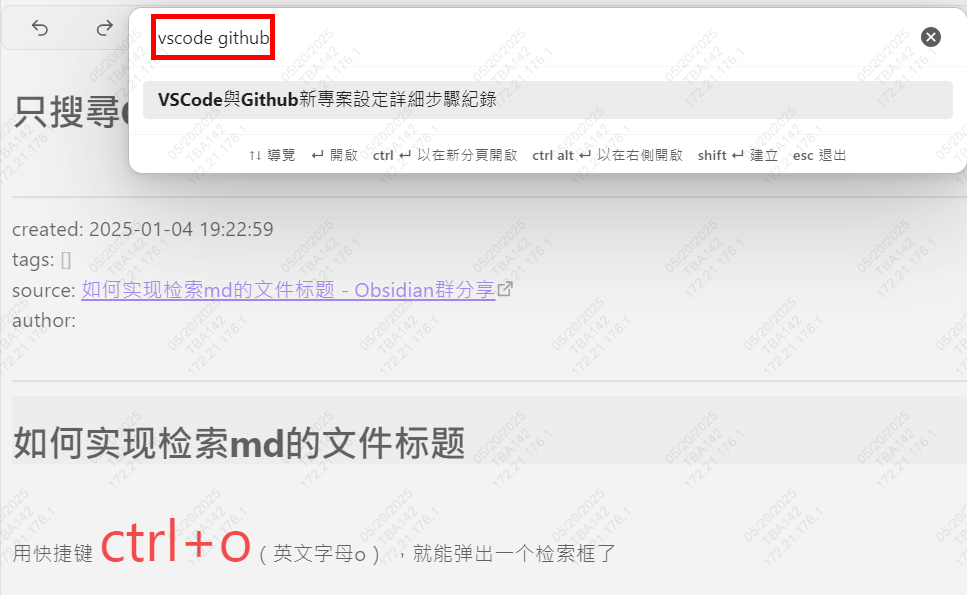 vscode github
VSCode與Github新專案設定詳細步驟紀錄
↑↓ 導覽 ↵ 開啟 ctrl ↵ 以在新分頁開啟 ctrl alt ↵ 以在右側開啟 shift ↵ 建立 esc 退出
只搜尋
created: 2025-01-04 19:22:59
tags: []
source: 如何实现检索md的文件标题 - Obsidian群分享
author:
如何实现检索md的文件标题
用快捷键 ctrl+o（英文字母o），就能弹出一个检索框了
05/20/2025
TBA142
172.21.176.1